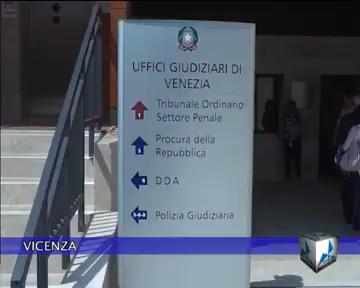 UFFICI GIUDIZIARI DI
VENEZIA
Tribunale Ordinario
Settore Penale
Procura della
Repubblica
DDA
Polizia Giudiziaria
VICENZA